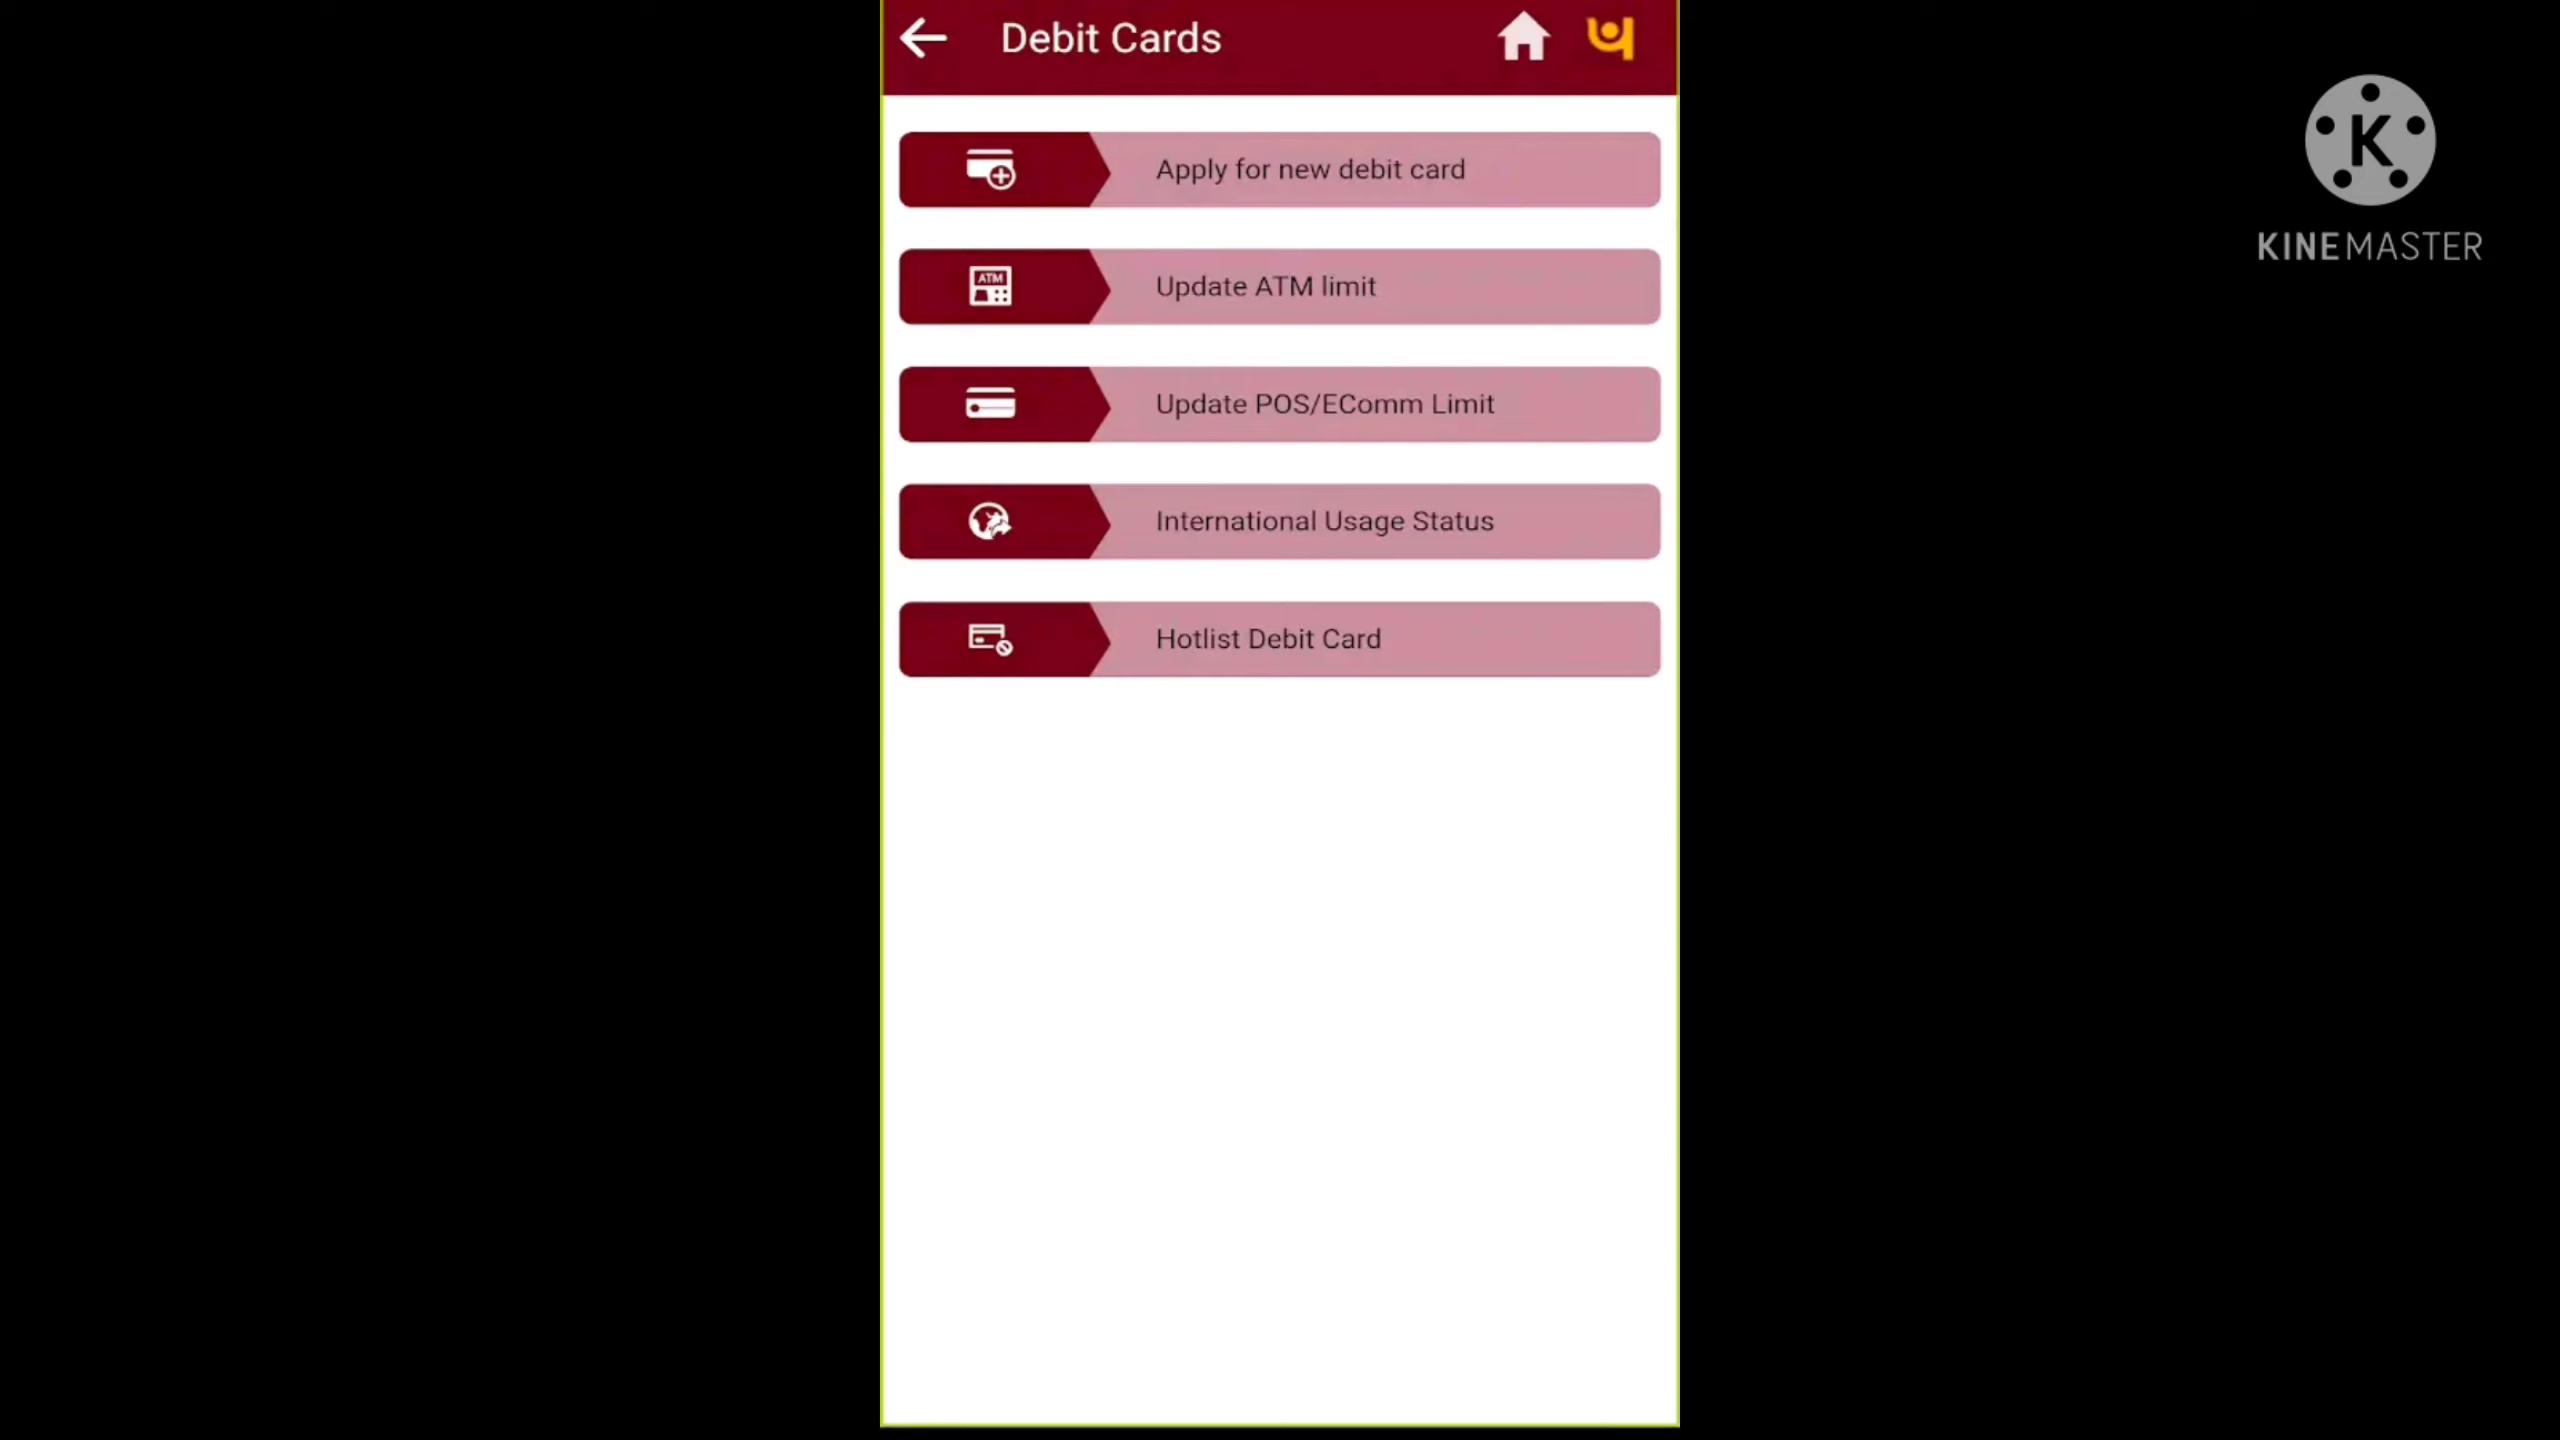 Debit Cards
Apply for new debit card
ATM
Update ATM limit
Update POS/EComm Limit
International Usage Status
Hotlist Debit Card
K
KINEMASTER